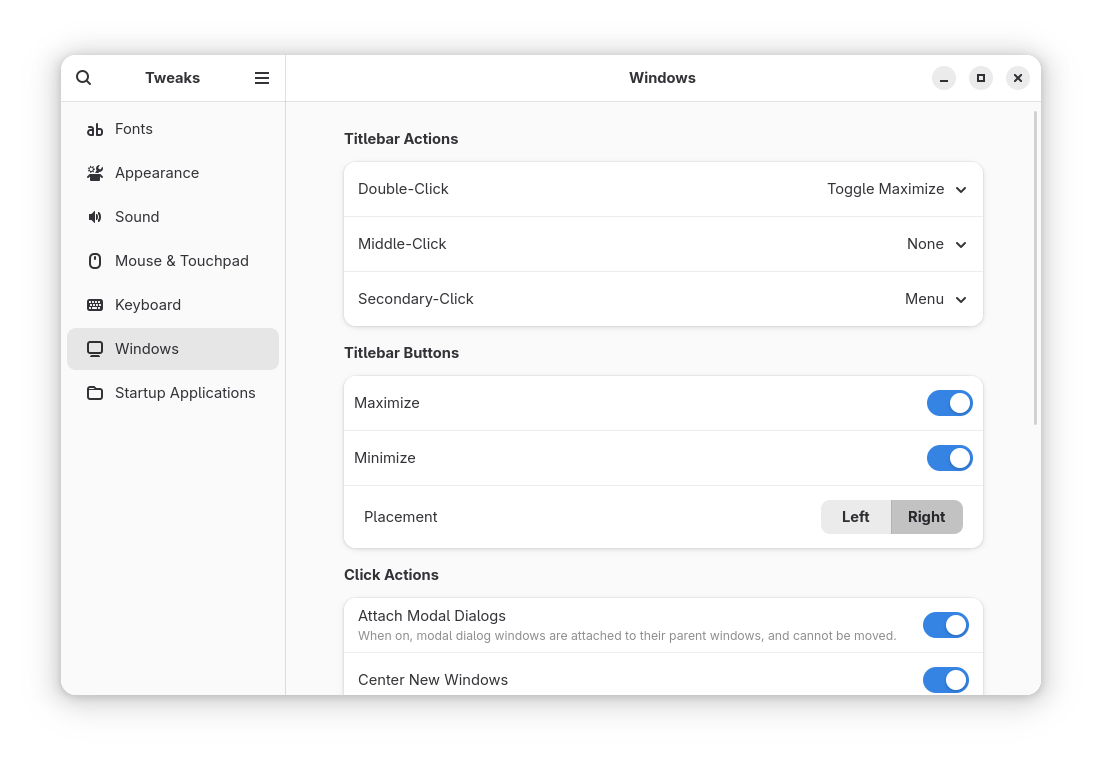 Tweaks
Windows
Fonts
Appearance
Sound
Mouse & Touchpad
Keyboard
Windows
Startup Applications
Titlebar Actions
Double-Click Toggle Maximize
Middle-Click None
Secondary-Click Menu
Titlebar Buttons
Maximize
Minimize
Placement Left Right
Click Actions
Attach Modal Dialogs
When on, modal dialog windows are attached to their parent windows, and cannot be moved.
Center New Windows